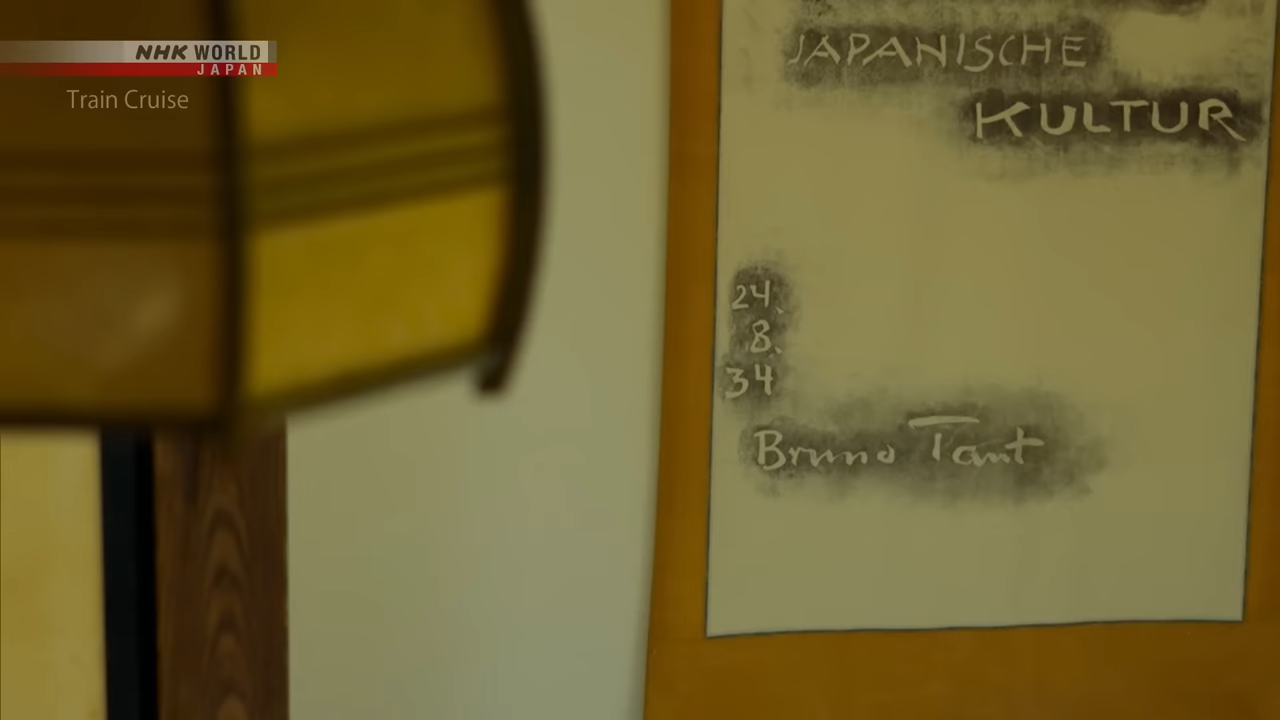 NHK WORLD
JAPAN
Train Cruise
JAPANISCHE
KULTUR
24.
8.
34
Bruno Taut